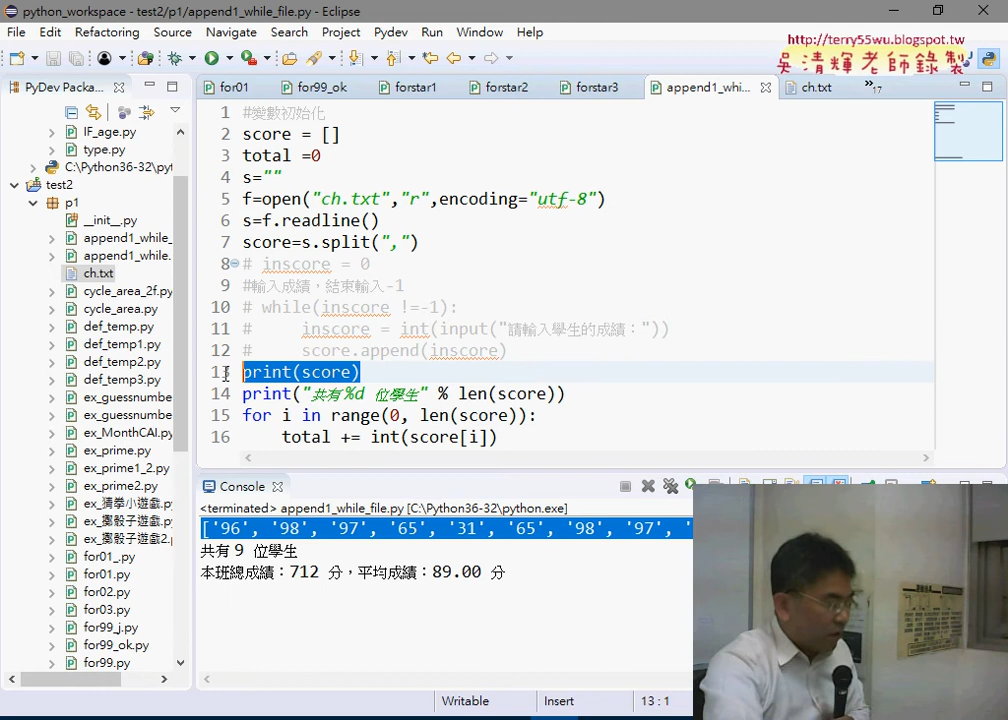 python_workspace - test2/p1/append1_while_file.py - Eclipse
File Edit Refactoring Source Navigate Search Project Pydev Run Window Help
http://terry55wu.blogspot.tw
吳清輝老師錄製
PyDev Packa...
for01
for99_ok
forstar1
forstar2
forstar3
append1_whi...
ch.txt
»17
IF_age.py
type.py
C:\Python36-32\pyt
test2
p1
__init__.py
append1_while_
append1_while.
ch.txt
cycle_area_2f.py
cycle_area.py
def_temp.py
def_temp1.py
def_temp2.py
def_temp3.py
ex_guessnumbe
ex_guessnumbe
ex_MonthCAI.py
ex_prime.py
ex_prime1_2.py
ex_prime2.py
ex_猜拳小遊戲.p
ex_擲骰子遊戲.p
ex_擲骰子遊戲2.p
for01_.py
for01.py
for02.py
for03.py
for99_j.py
for99_ok.py
for99.py
1 #變數初始化
2 score = []
3 total =0
4 s=""
5 f=open("ch.txt","r",encoding="utf-8")
6 s=f.readline()
7 score=s.split(",")
8 # inscore = 0
9 #輸入成績，結束輸入-1
10 # while(inscore !=-1):
11 #     inscore = int(input("請輸入學生的成績："))
12 #     score.append(inscore)
13 print(score)
14 print("共有%d 位學生" % len(score))
15 for i in range(0, len(score)):
16     total += int(score[i])
Console
<terminated> append1_while_file.py [C:\Python36-32\python.exe]
['96', '98', '97', '65', '31', '65', '98', '97', '
共有 9 位學生
本班總成績：712 分，平均成績：89.00 分
Writable
Insert
13 : 1